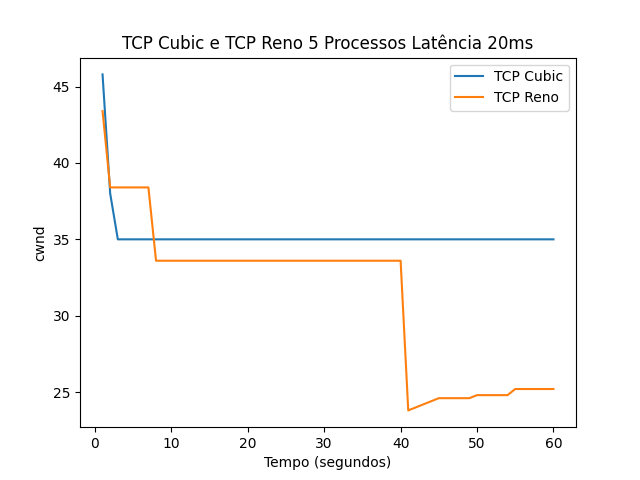 TCP Cubic e TCP Reno 5 Processos Latência 20ms
TCP Cubic
TCP Reno
45
40
35
30
25
cwnd
0 10 20 30 40 50 60
Tempo (segundos)